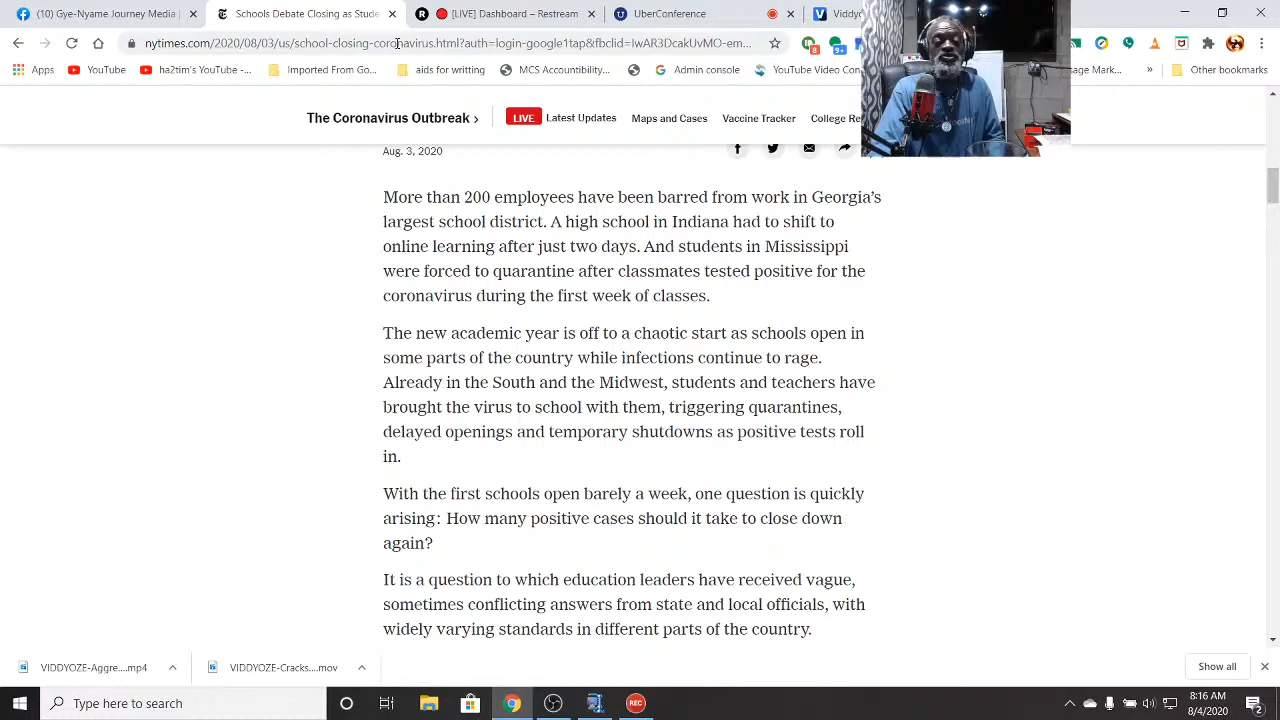 (10) Gye-Nyame Journey Media
Schools Debate Closing as Stude
[LIVE] Dashboard - Restream
UberConference
nytimes.com/2020/08/03/us/school-closing-coronavirus.html?auth=login-google1tap&fbclid=IwAR3DcakUvMO-em...
8
9
Apps
Youtube
Admin console
YouTube Video
Other bookmarks
The Coronavirus Outbreak ›
LIVE Latest Updates
Maps and Cases
Vaccine Tracker
College Re
Aug. 3, 2020
More than 200 employees have been barred from work in Georgia's
largest school district. A high school in Indiana had to shift to
online learning after just two days. And students in Mississippi
were forced to quarantine after classmates tested positive for the
coronavirus during the first week of classes.
The new academic year is off to a chaotic start as schools open in
some parts of the country while infections continue to rage.
Already in the South and the Midwest, students and teachers have
brought the virus to school with them, triggering quarantines,
delayed openings and temporary shutdowns as positive tests roll
in.
With the first schools open barely a week, one question is quickly
arising: How many positive cases should it take to close down
again?
It is a question to which education leaders have received vague,
sometimes conflicting answers from state and local officials, with
widely varying standards in different parts of the country.
VIDDYOZE-Aggre....mp4
VIDDYOZE-Cracks....mov
Show all
Type here to search
REC
8:16 AM
8/4/2020
2